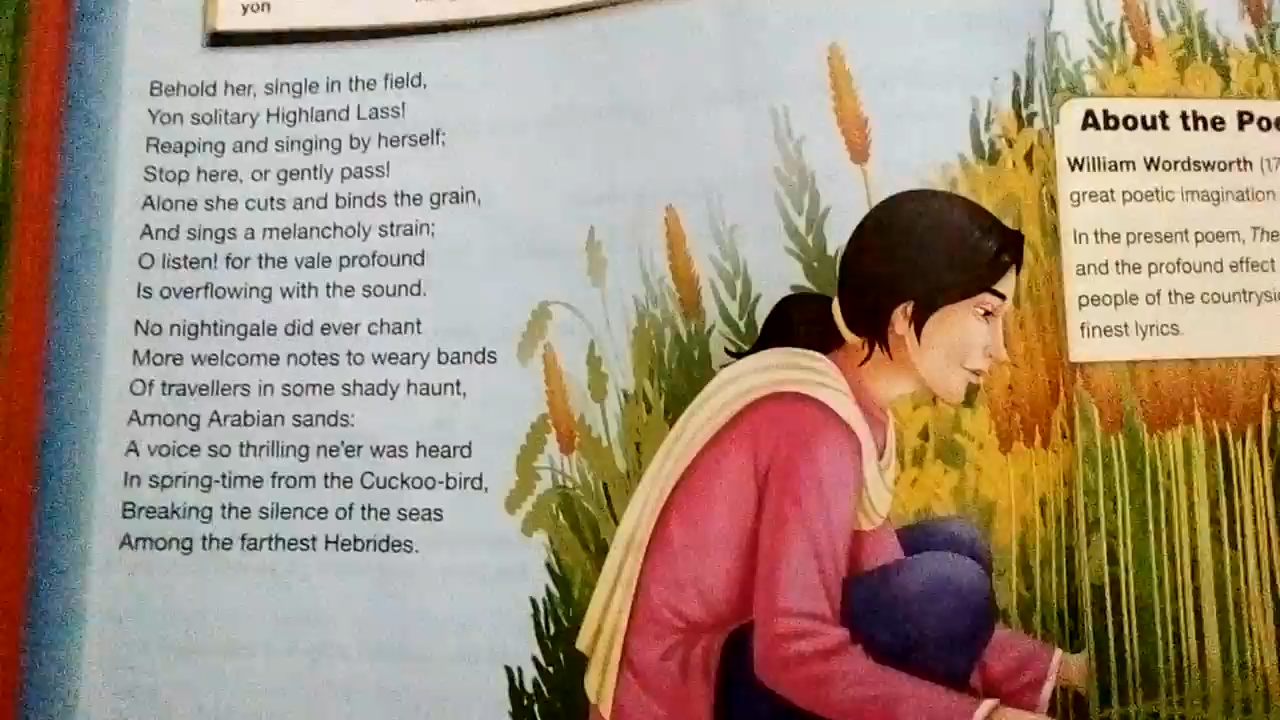 yon
Behold her, single in the field,
Yon solitary Highland Lass!
Reaping and singing by herself;
Stop here, or gently pass!
Alone she cuts and binds the grain,
And sings a melancholy strain;
O listen! for the vale profound
Is overflowing with the sound.
No nightingale did ever chant
More welcome notes to weary bands
Of travellers in some shady haunt,
Among Arabian sands:
A voice so thrilling ne'er was heard
In spring-time from the Cuckoo-bird,
Breaking the silence of the seas
Among the farthest Hebrides.
About the Poe
William Wordsworth (17
great poetic imagination
In the present poem, The
and the profound effect
people of the countrysi
finest lyrics.